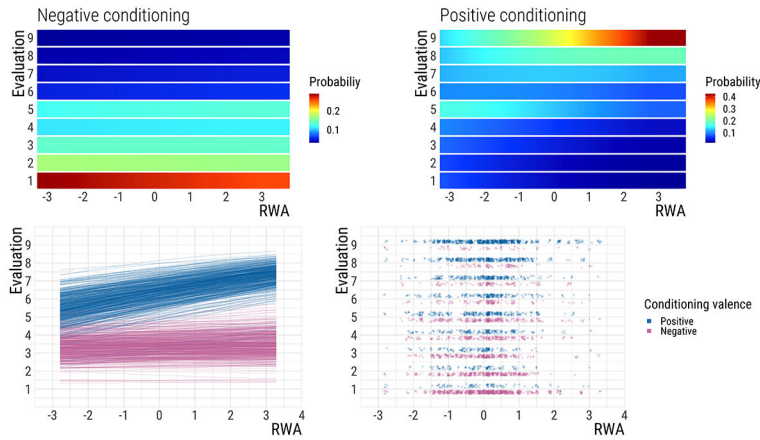 Negative conditioning
Evaluation
9
8
7
6
5
4
3
2
1
-3 -2 -1 0 1 2 3
RWA
Probabiliy
0.2
0.1
Positive conditioning
Evaluation
9
8
7
6
5
4
3
2
1
-3 -2 -1 0 1 2 3
RWA
Probability
0.4
0.3
0.2
0.1
Evaluation
9
8
7
6
5
4
3
2
1
-3 -2 -1 0 1 2 3 4
RWA
Evaluation
9
8
7
6
5
4
3
2
1
-3 -2 -1 0 1 2 3 4
RWA
Conditioning valence
Positive
Negative